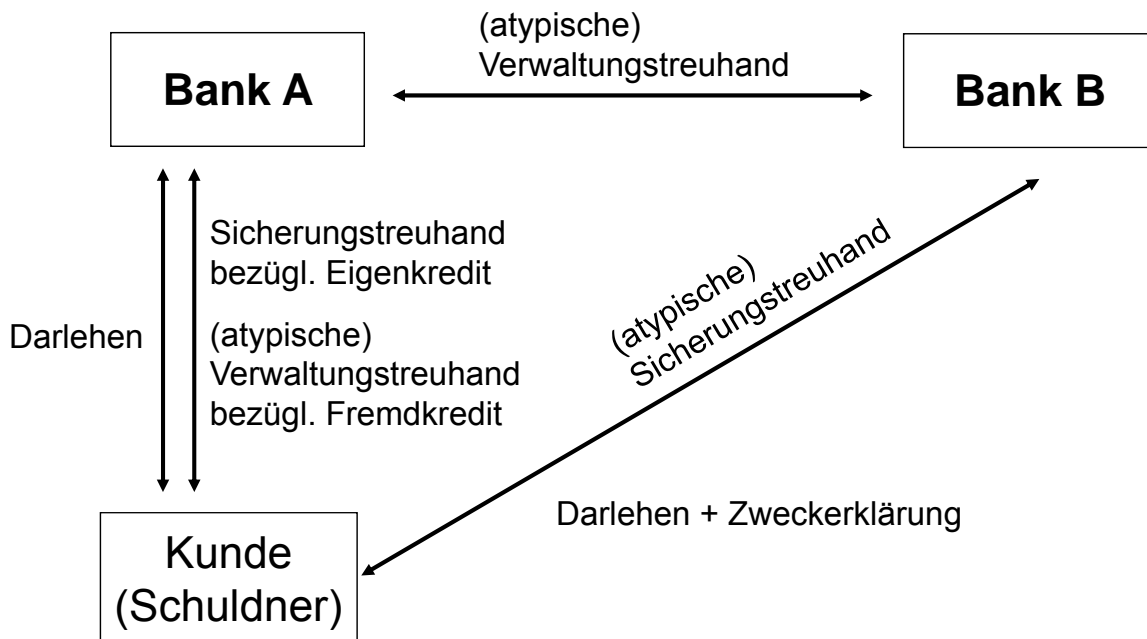 (atypische)
Verwaltungstreuhand
Bank A
Bank B
Sicherungstreuhand
bezügl. Eigenkredit
Darlehen
(atypische)
Verwaltungstreuhand
bezügl. Fremdkredit
(atypische)
Sicherungstreuhand
Darlehen + Zweckerklärung
Kunde
(Schuldner)